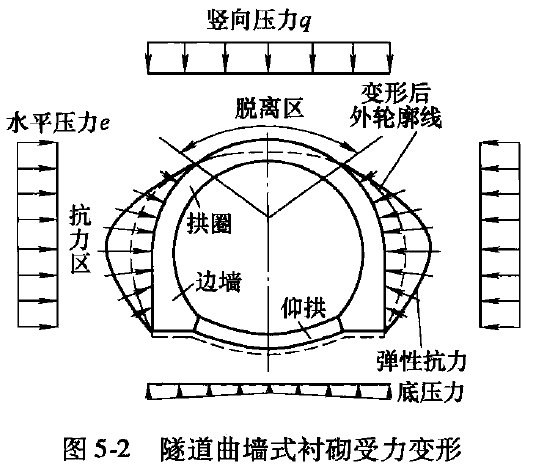 竖向压力q
脱离区
变形后
外轮廓线
水平压力e
抗力区
拱圈
边墙
仰拱
弹性抗力
底压力
图 5-2 隧道曲墙式衬砌受力变形